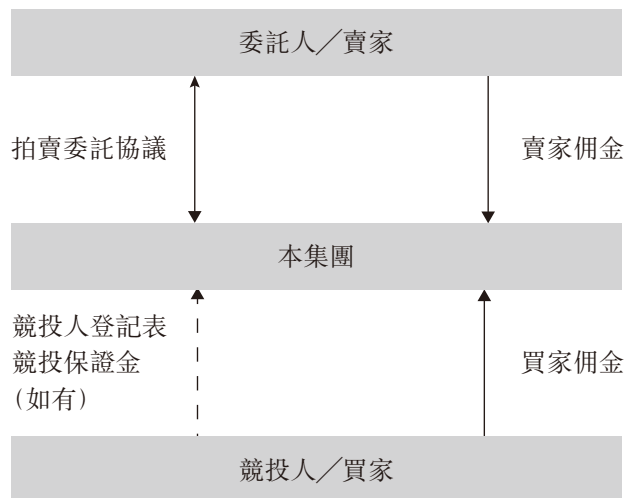 委託人／賣家
拍賣委託協議
賣家佣金
本集團
競投人登記表
競投保證金
(如有)
買家佣金
競投人／買家